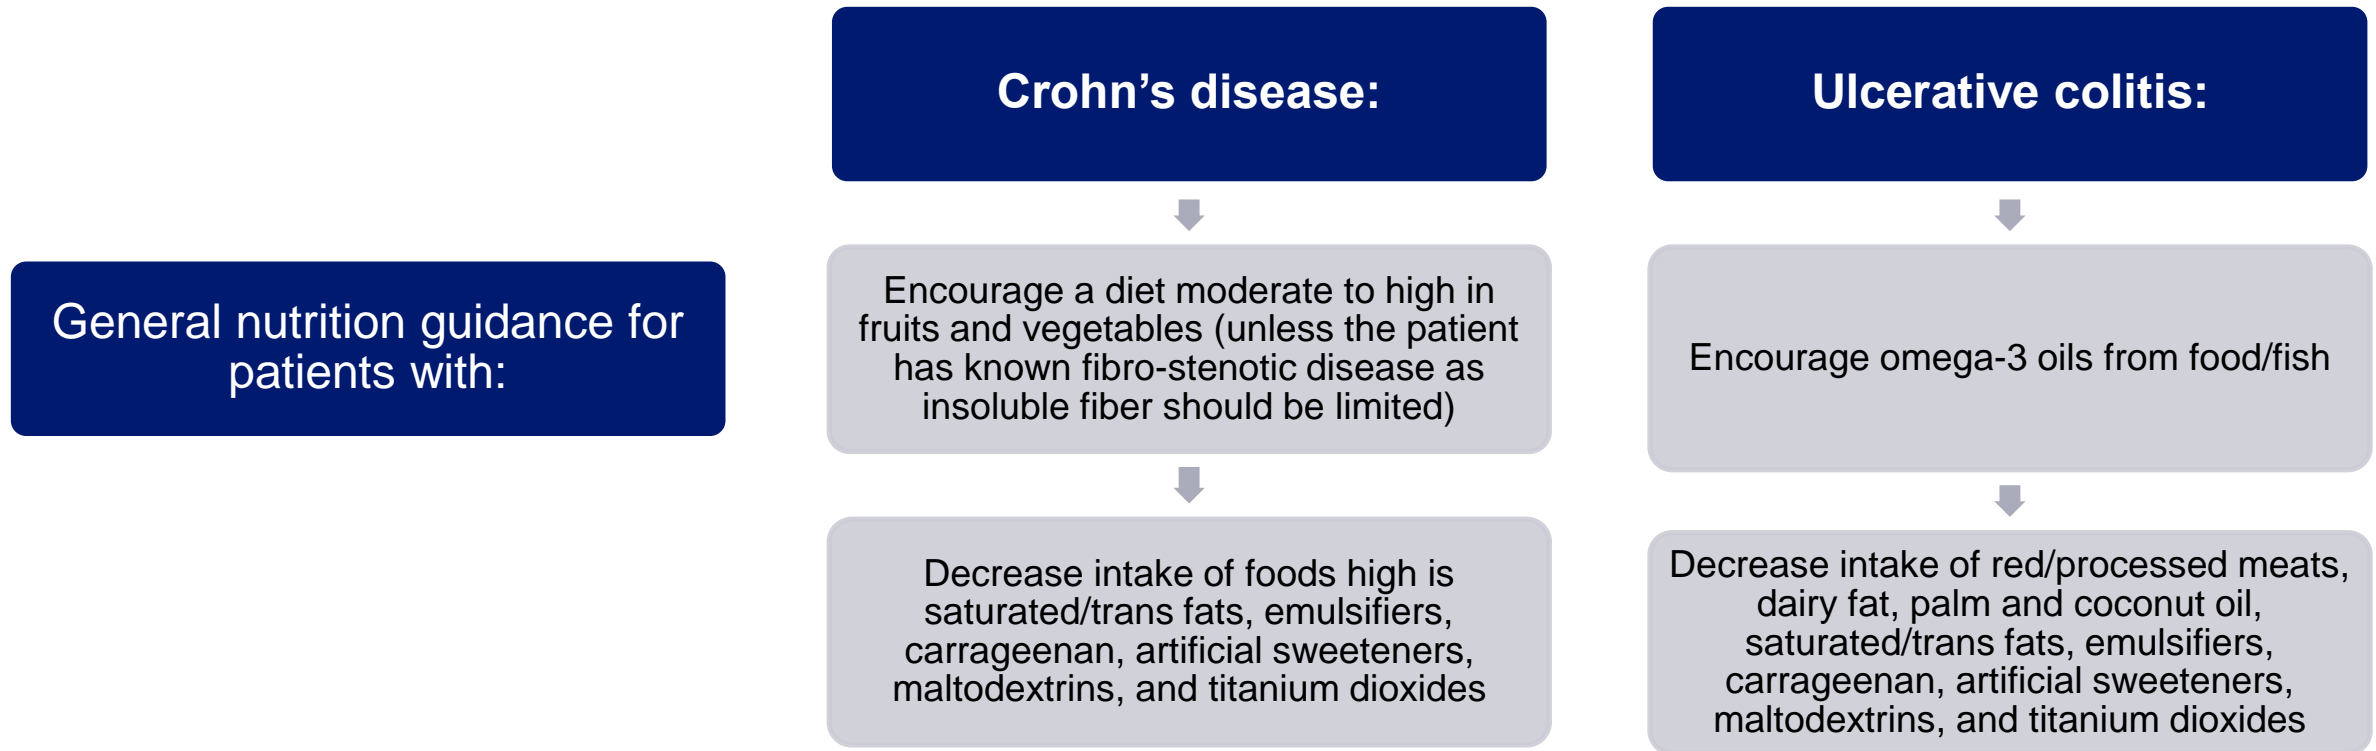 General nutrition guidance for
patients with:
Crohn’s disease:
Encourage a diet moderate to high in
fruits and vegetables (unless the patient
has known fibro-stenotic disease as
insoluble fiber should be limited)
Decrease intake of foods high is
saturated/trans fats, emulsifiers,
carrageenan, artificial sweeteners,
maltodextrins, and titanium dioxides
Ulcerative colitis:
Encourage omega-3 oils from food/fish
Decrease intake of red/processed meats,
dairy fat, palm and coconut oil,
saturated/trans fats, emulsifiers,
carrageenan, artificial sweeteners,
maltodextrins, and titanium dioxides